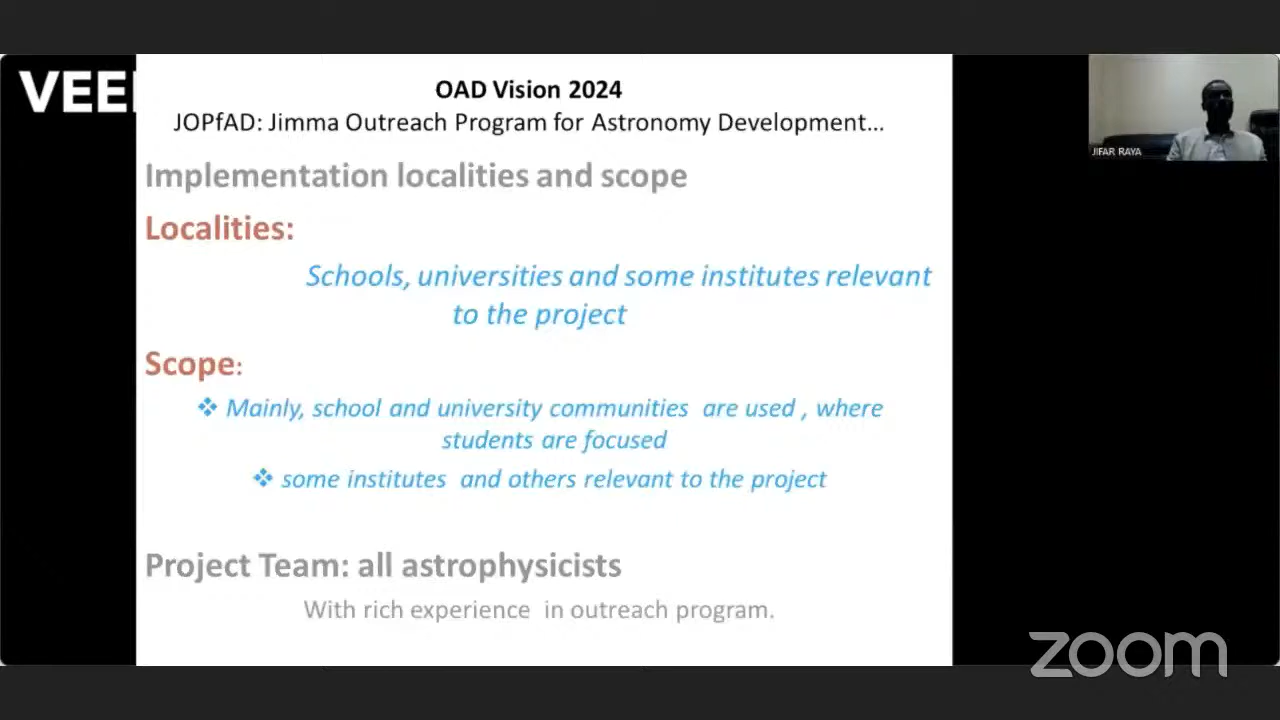 VEE
OAD Vision 2024
JOPfAD: Jimma Outreach Program for Astronomy Development...
JIFAR RAYA
Implementation localities and scope
Localities:
Schools, universities and some institutes relevant
to the project
Scope:
❖ Mainly, school and university communities are used , where
students are focused
❖ some institutes and others relevant to the project
Project Team: all astrophysicists
With rich experience in outreach program.
zoom